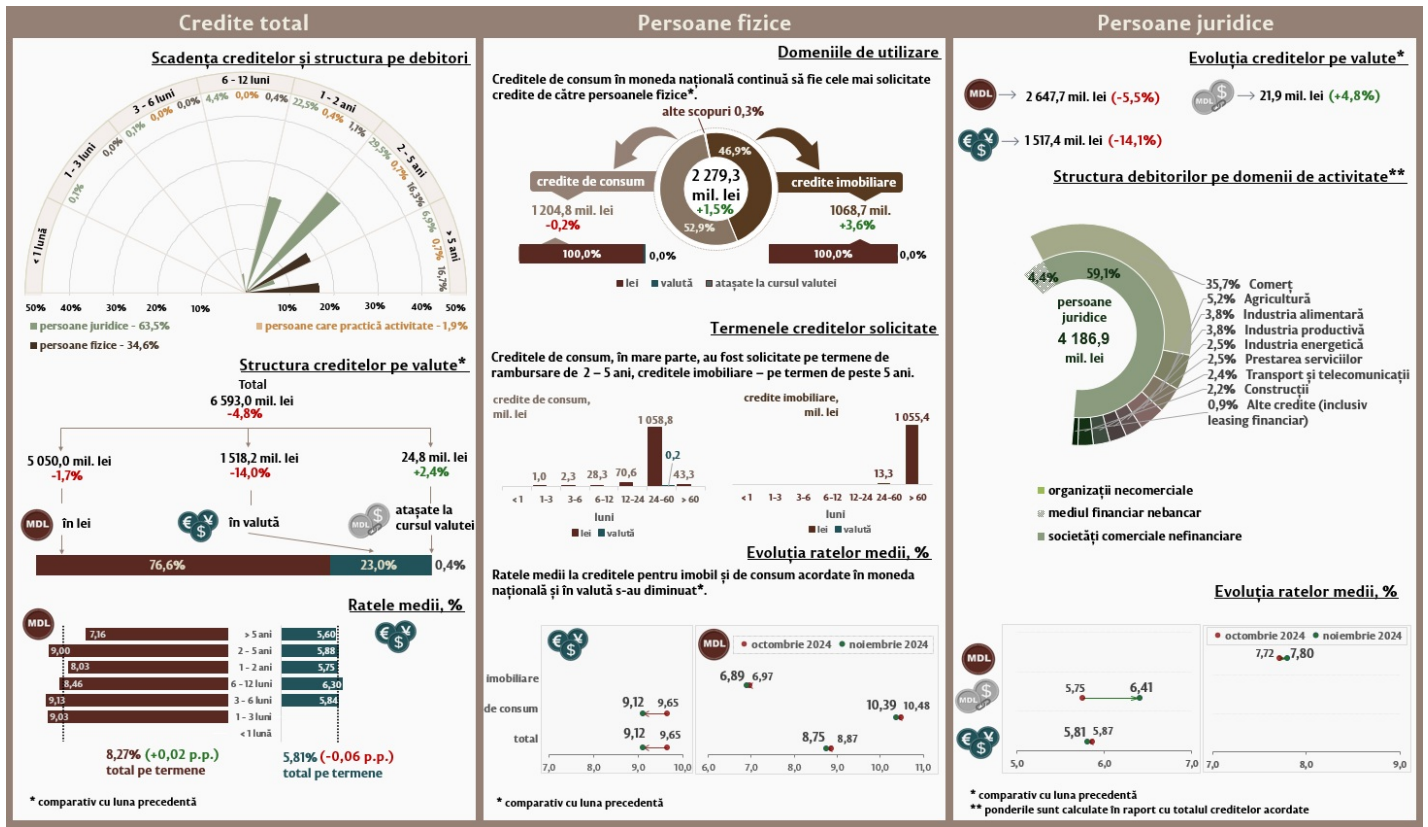 Credite total
Scadența creditelor și structura pe debitori
< 1 lună
1 - 3 luni
3 - 6 luni
6 - 12 luni
1 - 2 ani
2 - 5 ani
> 5 ani
0,1%
0,0%
0,1%
0,0%
0,0%
4,4%
0,0%
0,4%
22,5%
0,4%
1,1%
29,5%
0,7%
16,3%
6,9%
0,7%
16,7%
50% 40% 30% 20% 10% 10% 20% 30% 40% 50%
persoane juridice - 63,5%
persoane care practică activitate - 1,9%
persoane fizice - 34,6%
Structura creditelor pe valute*
Total
6 593,0 mil. lei
-4,8%
5 050,0 mil. lei
-1,7%
1 518,2 mil. lei
-14,0%
24,8 mil. lei
+2,4%
MDL
în lei
€ ¥ $
în valută
MDL $
atașate la
cursul valutei
76,6% 23,0% 0,4%
Ratele medii, %
MDL
€ ¥ $
7,16 > 5 ani 5,60
9,00 2 - 5 ani 5,88
8,03 1 - 2 ani 5,75
8,46 6 - 12 luni 6,30
9,13 3 - 6 luni 5,84
9,03 1 - 3 luni
< 1 lună
8,27% (+0,02 p.p.)
total pe termene
5,81% (-0,06 p.p.)
total pe termene
* comparativ cu luna precedentă
Persoane fizice
Domeniile de utilizare
Creditele de consum în moneda națională continuă să fie cele mai solicitate
credite de către persoanele fizice*.
alte scopuri 0,3%
46,9%
52,9%
2 279,3
mil. lei
+1,5%
credite de consum
1 204,8 mil. lei
-0,2%
100,0% 0,0%
credite imobiliare
1068,7 mil.
+3,6%
100,0% 0,0%
lei valută atașate la cursul valutei
Termenele creditelor solicitate
Creditele de consum, în mare parte, au fost solicitate pe termene de
rambursare de 2 – 5 ani, creditele imobiliare – pe termen de peste 5 ani.
credite de consum,
mil. lei
1,0 2,3 28,3 70,6 1 058,8 0,2 43,3
< 1 1-3 3-6 6-12 12-24 24-60 > 60
luni
lei valută
credite imobiliare,
mil. lei
13,3 1 055,4
< 1 1-3 3-6 6-12 12-24 24-60 > 60
luni
lei valută
Evoluția ratelor medii, %
Ratele medii la creditele pentru imobil și de consum acordate în moneda
națională și în valută s-au diminuat*.
€ ¥ $
MDL
octombrie 2024 noiembrie 2024
imobiliare 6,89 6,97
de consum 9,12 9,65 10,39 10,48
total 9,12 9,65 8,75 8,87
7,0 8,0 9,0 10,0 6,0 7,0 8,0 9,0 10,0 11,0
* comparativ cu luna precedentă
Persoane juridice
Evoluția creditelor pe valute*
MDL 2 647,7 mil. lei (-5,5%)
MDL $ 21,9 mil. lei (+4,8%)
€ ¥ $ 1 517,4 mil. lei (-14,1%)
Structura debitorilor pe domenii de activitate**
4,4%
59,1%
persoane
juridice
4 186,9
mil. lei
35,7% Comerț
5,2% Agricultură
3,8% Industria alimentară
3,8% Industria productivă
2,5% Industria energetică
2,5% Prestarea serviciilor
2,4% Transport și telecomunicații
2,2% Construcții
0,9% Alte credite (inclusiv
leasing financiar)
organizații necomerciale
mediul financiar nebancar
societăți comerciale nefinanciare
Evoluția ratelor medii, %
octombrie 2024 noiembrie 2024
MDL
7,72 7,80
MDL $
5,75 6,41
€ ¥ $
5,81 5,87
5,0 6,0 7,0 7,0 8,0 9,0
* comparativ cu luna precedentă
** ponderile sunt calculate în raport cu totalul creditelor acordate